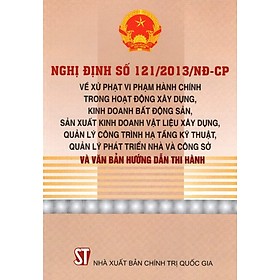 NGHỊ ĐỊNH SỐ 121/2013/NĐ-CP
VỀ XỬ PHẠT VI PHẠM HÀNH CHÍNH
TRONG HOẠT ĐỘNG XÂY DỰNG,
KINH DOANH BẤT ĐỘNG SẢN,
SẢN XUẤT KINH DOANH VẬT LIỆU XÂY DỰNG,
QUẢN LÝ CÔNG TRÌNH HẠ TẦNG KỸ THUẬT,
QUẢN LÝ PHÁT TRIỂN NHÀ VÀ CÔNG SỞ
VÀ VĂN BẢN HƯỚNG DẪN THI HÀNH
ST
NHÀ XUẤT BẢN CHÍNH TRỊ QUỐC GIA